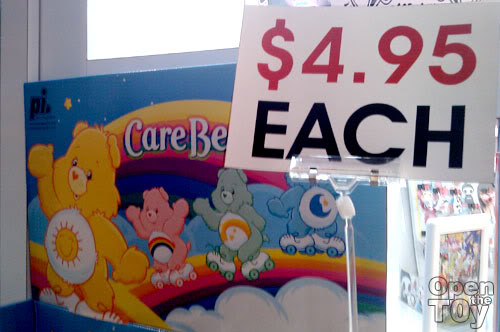 $4.95
EACH
pi.
CareBe
Open
the
TOY